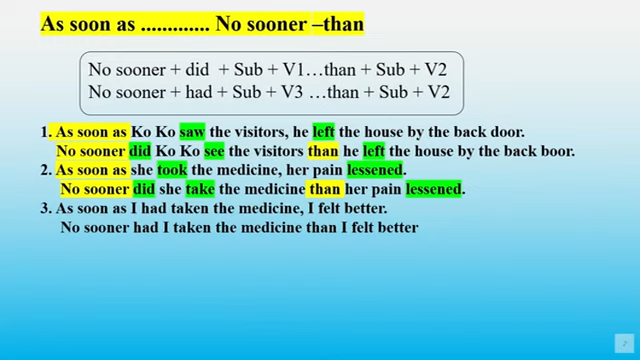 As soon as ............. No sooner –than
No sooner + did + Sub + V1…than + Sub + V2
No sooner + had + Sub + V3 …than + Sub + V2
1. As soon as Ko Ko saw the visitors, he left the house by the back door.
No sooner did Ko Ko see the visitors than he left the house by the back boor.
2. As soon as she took the medicine, her pain lessened.
No sooner did she take the medicine than her pain lessened.
3. As soon as I had taken the medicine, I felt better.
No sooner had I taken the medicine than I felt better